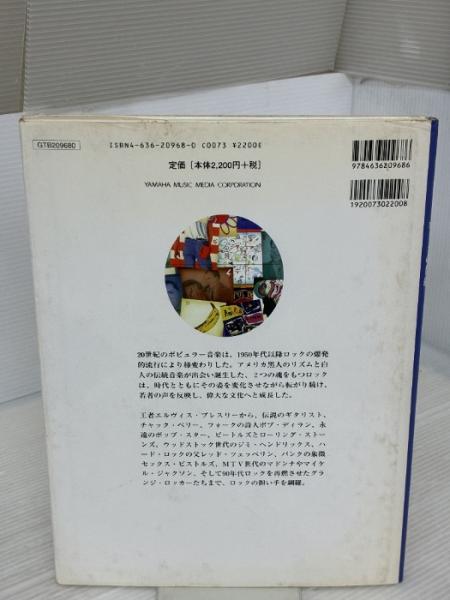 GTB209680
ISBN4-636-20968-0 C0073 ¥2200E
定価［本体2,200円＋税］
YAMAHA MUSIC MEDIA CORPORATION
9784636209686
1920073022008
20世紀のポピュラー音楽は、1950年代以降ロックの爆発
的流行により様変わりした。アメリカ黒人のリズムと白
人の伝統音楽が出会い誕生した、2つの魂をもつロック
は、時代とともにその姿を変化させながら転がり続け、
若者の声を反映し、偉大な文化へと成長した。
王者エルヴィス・プレスリーから、伝説のギタリスト、
チャック・ベリー、フォークの詩人ボブ・ディラン、永
遠のポップ・スター、ビートルズとローリング・ストー
ンズ、ウッドストック世代のジミ・ヘンドリックス、ハ
ード・ロックの父レッド・ツェッペリン、パンクの象徴
セックス・ピストルズ、MTV世代のマドンナやマイケ
ル・ジャクソン、そして90年代ロックを再燃させたグラ
ンジ・ロッカーたちまで、ロックの担い手を網羅。